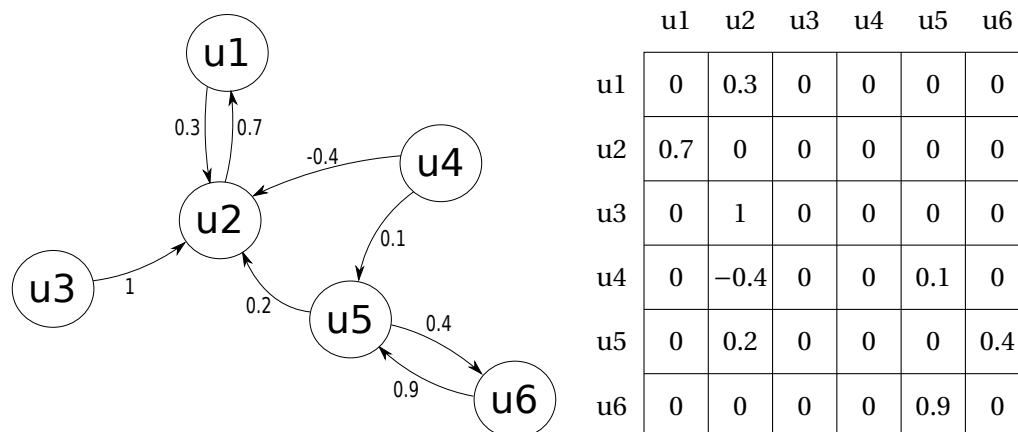 u1
0.3
0.7
u4
-0.4
u2
0.1
u3
1
0.2
u5
0.4
0.9
u6
u1 u2 u3 u4 u5 u6
u1 0 0.3 0 0 0 0
u2 0.7 0 0 0 0 0
u3 0 1 0 0 0 0
u4 0 −0.4 0 0 0.1 0
u5 0 0.2 0 0 0 0.4
u6 0 0 0 0 0.9 0